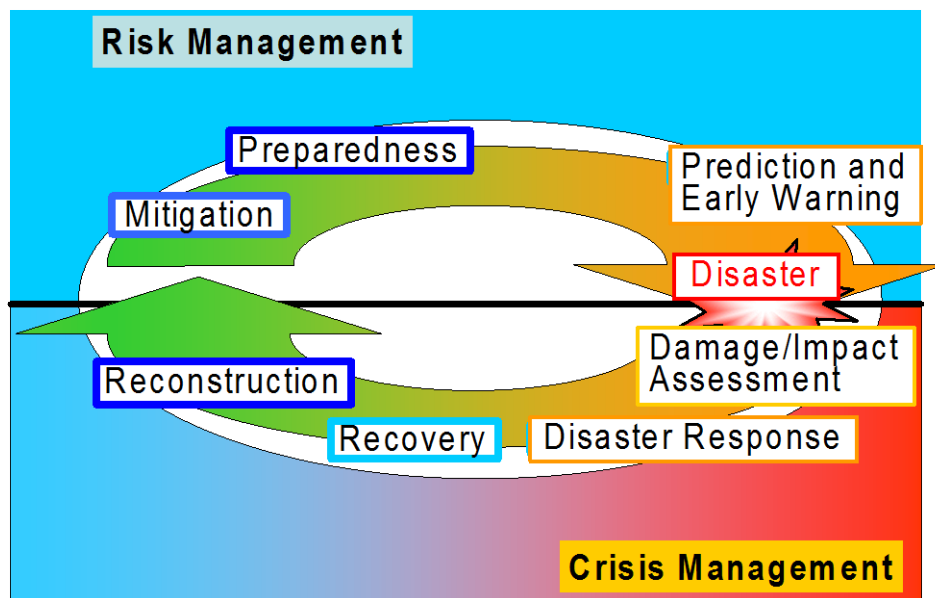 Risk Management
Preparedness
Prediction and
Early Warning
Mitigation
Disaster
Damage/Impact
Assessment
Reconstruction
Recovery
Disaster Response
Crisis Management